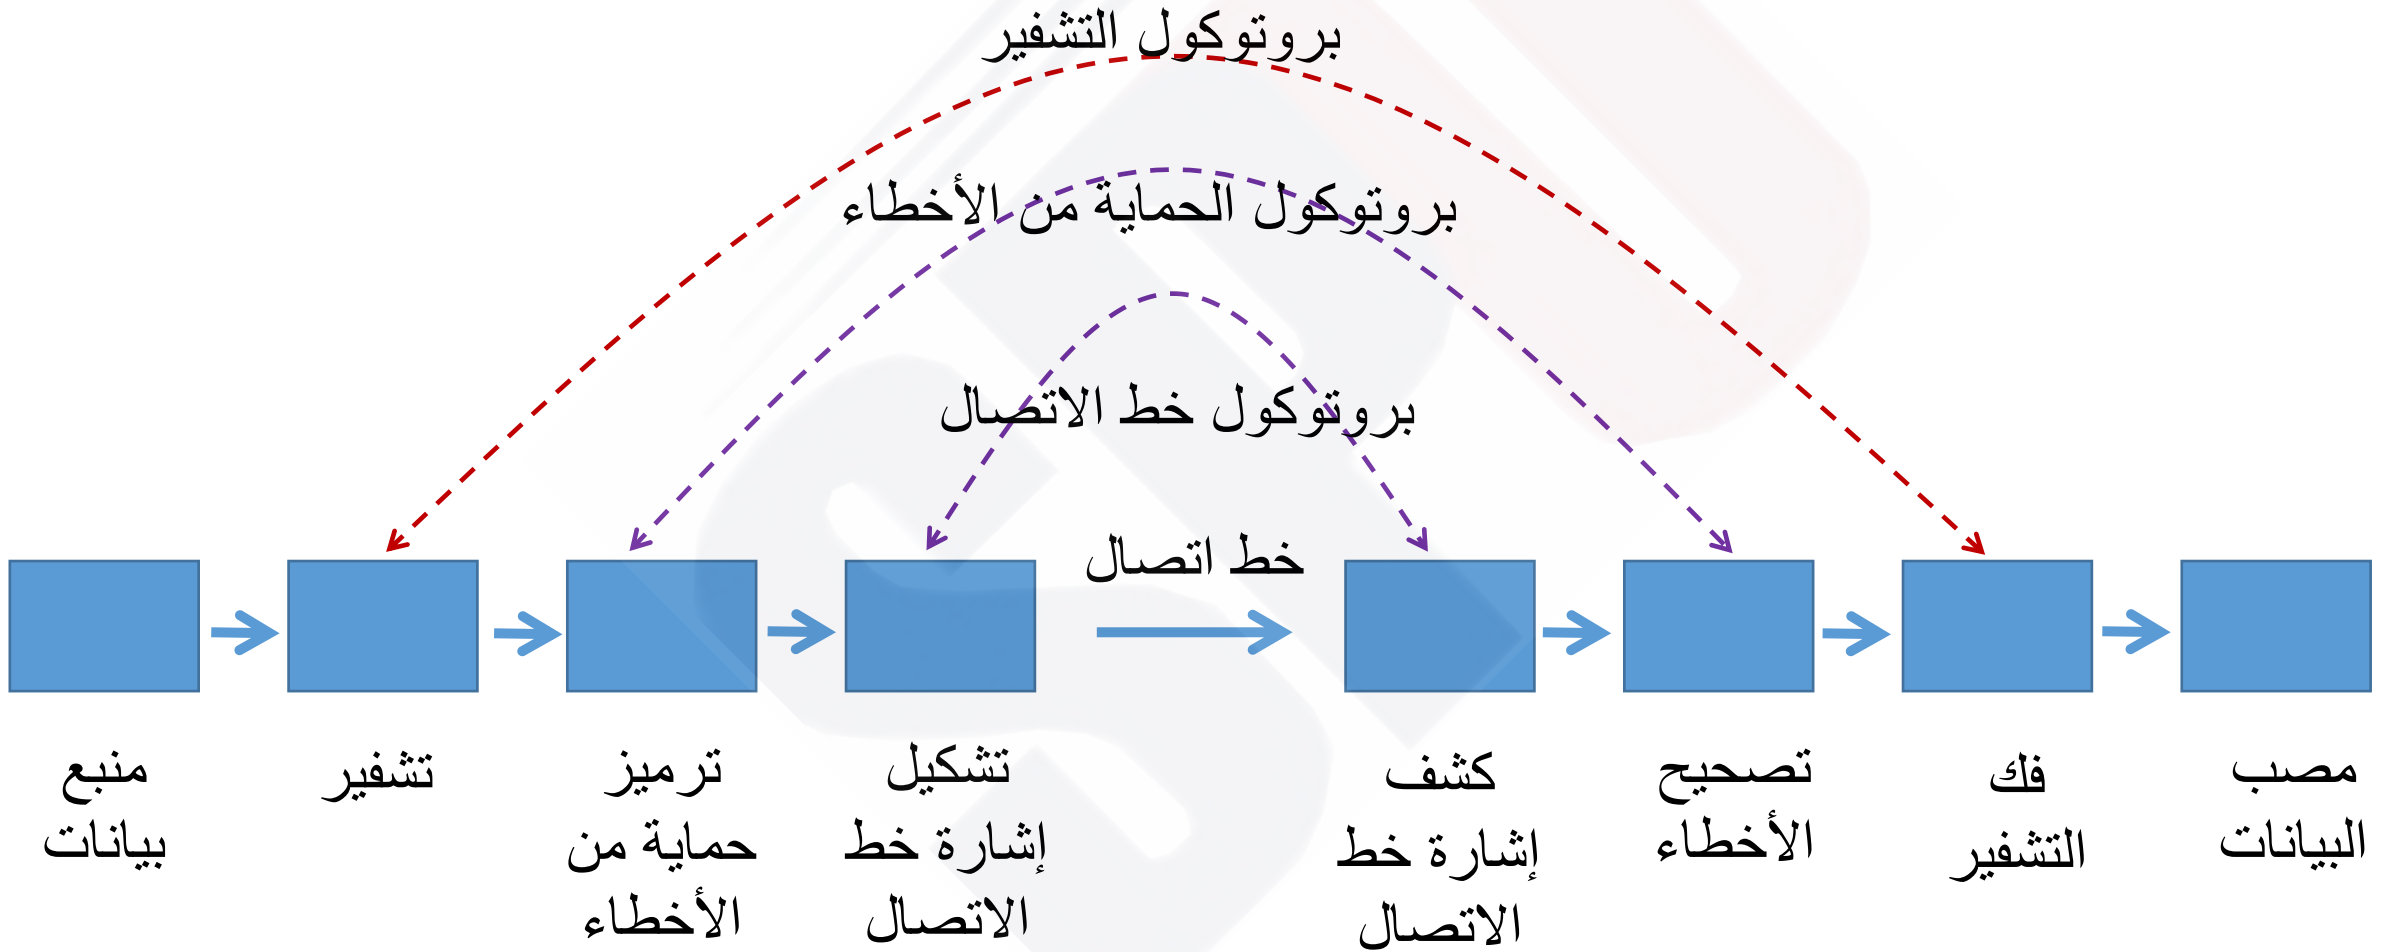 بروتوكول التشفير
بروتوكول الحماية من الأخطاء
بروتوكول خط الاتصال
خط اتصال
منبع
بيانات
تشفير
ترميز
حماية من
الأخطاء
تشكيل
إشارة خط
الاتصال
كشف
إشارة خط
الاتصال
تصحيح
الأخطاء
فك
التشفير
مصب
البيانات